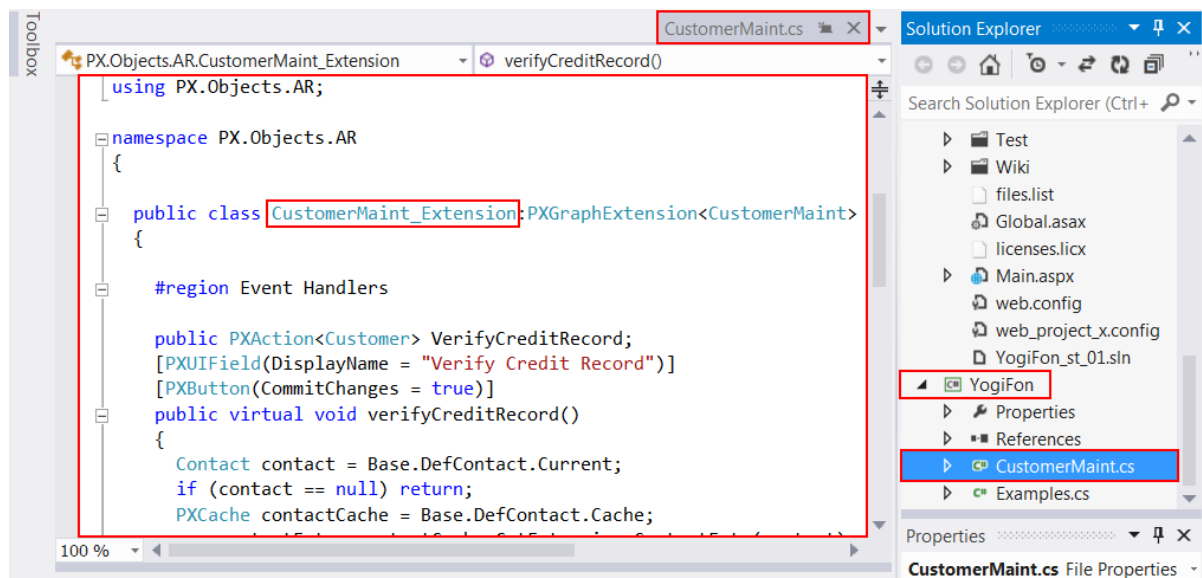 Toolbox
CustomerMaint.cs
PX.Objects.AR.CustomerMaint_Extension
verifyCreditRecord()
using PX.Objects.AR;
namespace PX.Objects.AR
{
public class CustomerMaint_Extension:PXGraphExtension<CustomerMaint>
{
#region Event Handlers
public PXAction<Customer> VerifyCreditRecord;
[PXUIField(DisplayName = "Verify Credit Record")]
[PXButton(CommitChanges = true)]
public virtual void verifyCreditRecord()
{
Contact contact = Base.DefContact.Current;
if (contact == null) return;
PXCache contactCache = Base.DefContact.Cache;
100 %
Solution Explorer
Search Solution Explorer (Ctrl+
Test
Wiki
files.list
Global.asax
licenses.licx
Main.aspx
web.config
web_project_x.config
YogiFon_st_01.sln
YogiFon
Properties
References
CustomerMaint.cs
Examples.cs
Properties
CustomerMaint.cs File Properties